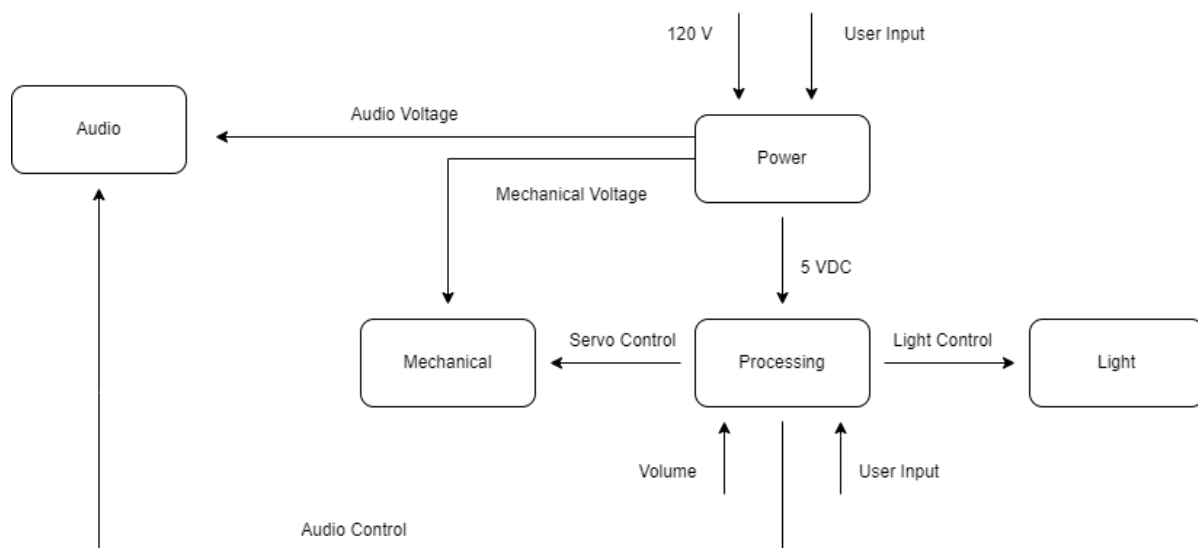 120 V
User Input
Audio
Audio Voltage
Power
Mechanical Voltage
5 VDC
Mechanical
Servo Control
Processing
Light Control
Light
Volume
User Input
Audio Control